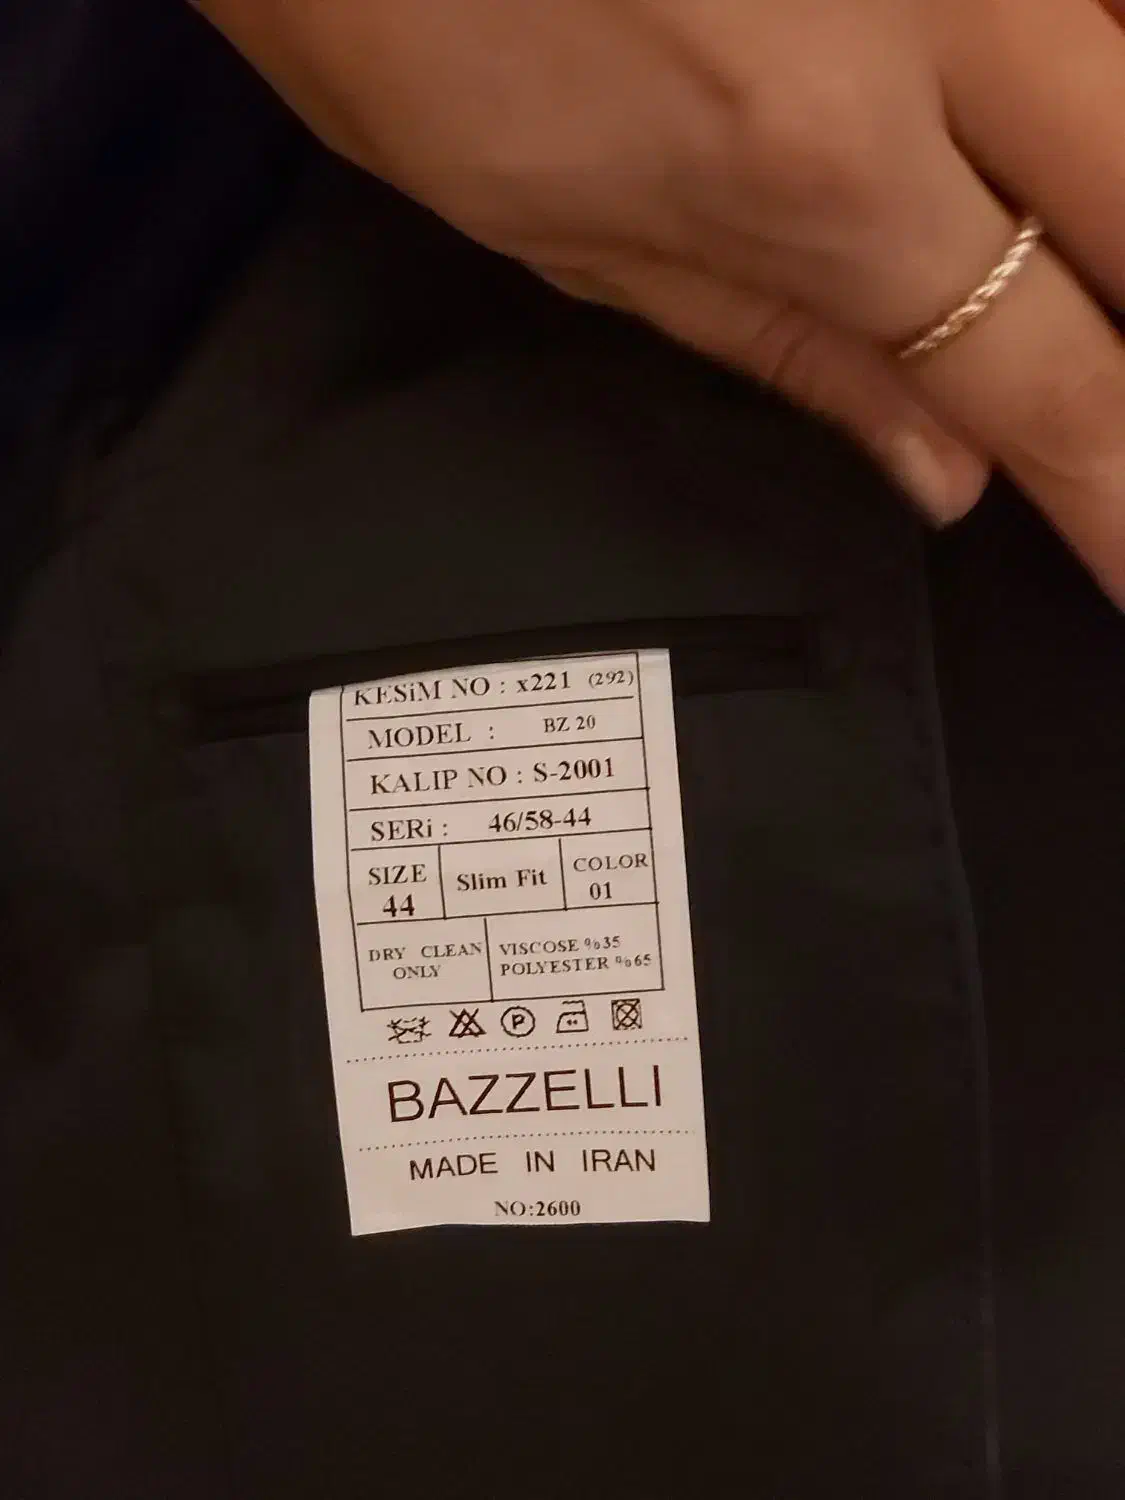 KESiM NO : x221 (292)
MODEL : BZ 20
KALIP NO : S-2001
SERi : 46/58-44
SIZE
44
Slim Fit
COLOR
01
DRY CLEAN
ONLY
VISCOSE %35
POLYESTER %65
P
BAZZELLI
MADE IN IRAN
NO:2600